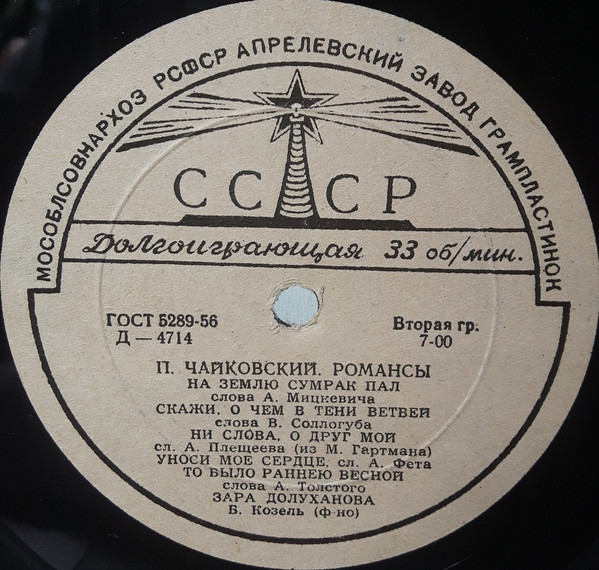 МОСОБЛСОВНАРХОЗ РСФСР АПРЕЛЕВСКИЙ ЗАВОД ГРАМПЛАСТИНОК
СССР
Долгоиграющая 33 об/мин.
ГОСТ 5289-56
Д — 4714
Вторая гр.
7-00
П. ЧАЙКОВСКИЙ. РОМАНСЫ
НА ЗЕМЛЮ СУМРАК ПАЛ
слова А. Мицкевича
СКАЖИ, О ЧЕМ В ТЕНИ ВЕТВЕЙ
слова В. Соллогуба
НИ СЛОВА, О ДРУГ МОЙ
сл. А. Плещеева (из М. Гартмана)
УНОСИ МОЕ СЕРДЦЕ, сл. А. Фета
ТО БЫЛО РАННЕЮ ВЕСНОЙ
слова А. Толстого
ЗАРА ДОЛУХАНОВА
Б. Козель (ф-но)